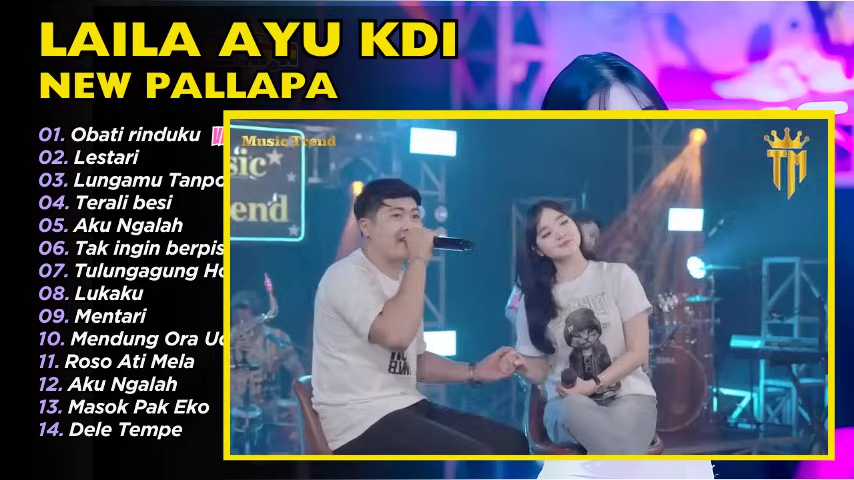 LAILA AYU KDI
NEW PALLAPA
01. Obati rinduku
02. Lestari
03. Lungamu Tanpo
04. Terali besi
05. Aku Ngalah
06. Tak ingin berpis
07. Tulungagung
08. Lukaku
09. Mentari
10. Mendung Ora
11. Roso Ati Mela
12. Aku Ngalah
13. Masok Pak Eko
14. Dele Tempe
Music Trend
sic
end
TM